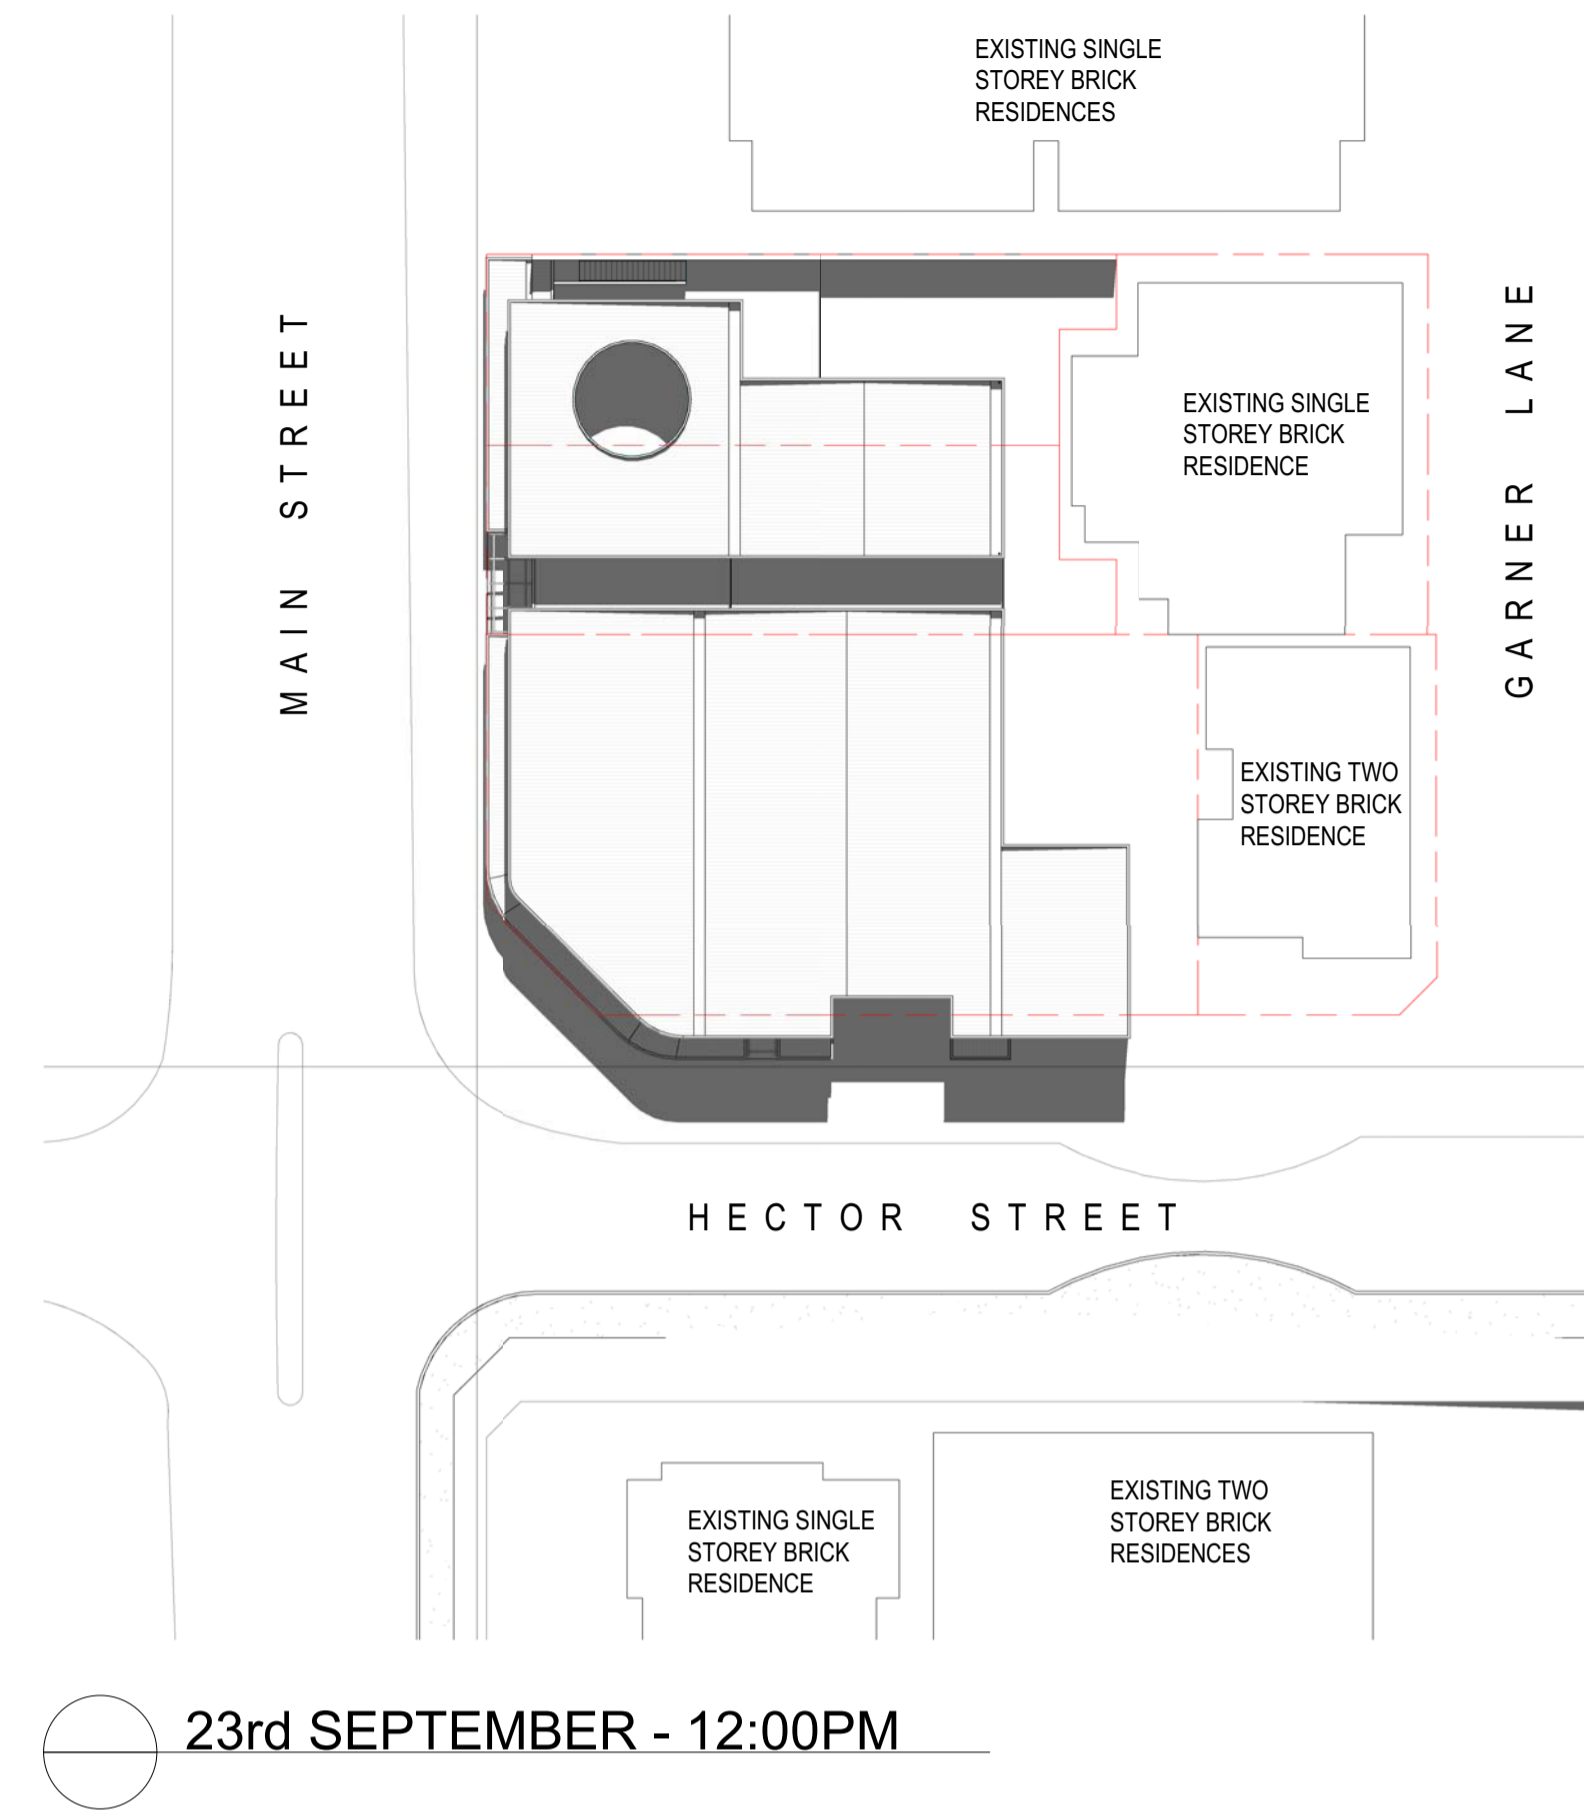 EXISTING SINGLE
STOREY BRICK
RESIDENCES
MAIN STREET
GARNER LANE
EXISTING SINGLE
STOREY BRICK
RESIDENCE
EXISTING TWO
STOREY BRICK
RESIDENCE
HECTOR STREET
EXISTING SINGLE
STOREY BRICK
RESIDENCE
EXISTING TWO
STOREY BRICK
RESIDENCES
23rd SEPTEMBER - 12:00PM